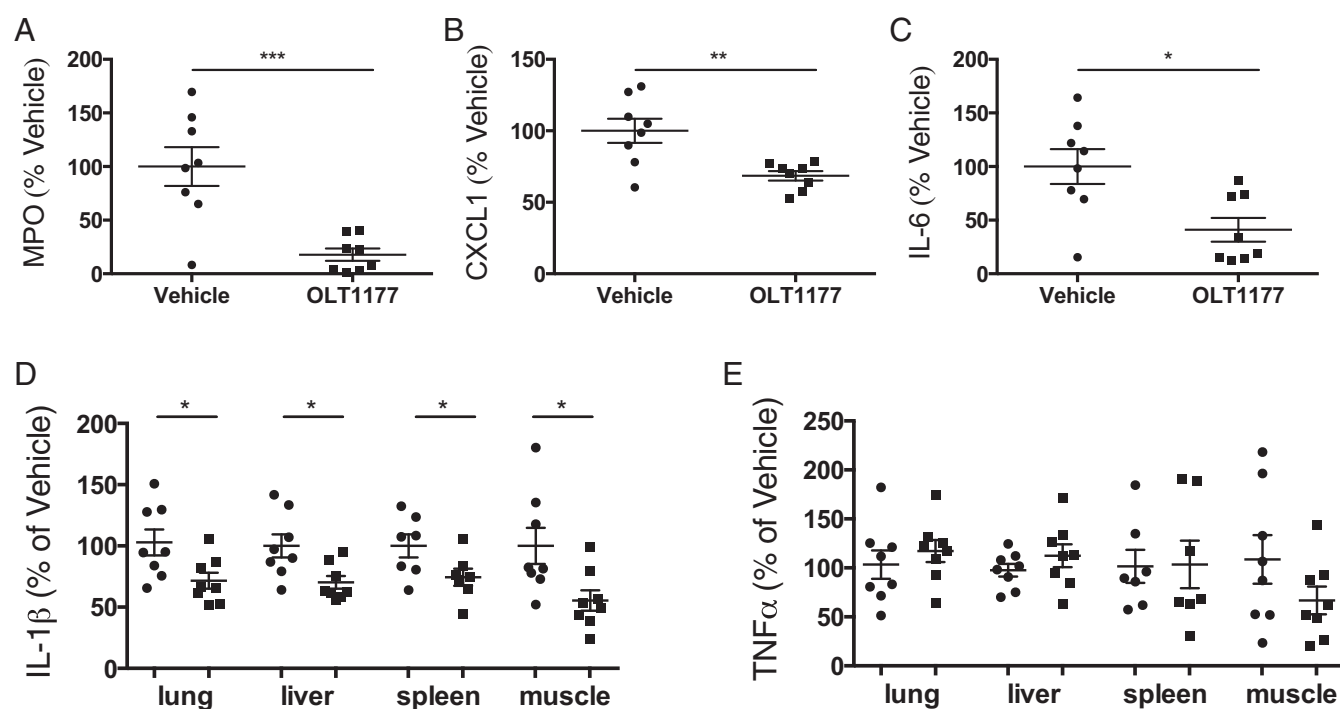 A
MPO (% Vehicle)
200
150
100
50
0
***
Vehicle
OLT1177
B
CXCL1 (% Vehicle)
150
100
50
0
**
Vehicle
OLT1177
C
IL-6 (% Vehicle)
200
150
100
50
0
*
Vehicle
OLT1177
D
IL-1β (% of Vehicle)
200
150
100
50
0
* * * *
lung liver spleen muscle
E
TNFα (% of Vehicle)
250
200
150
100
50
0
lung liver spleen muscle